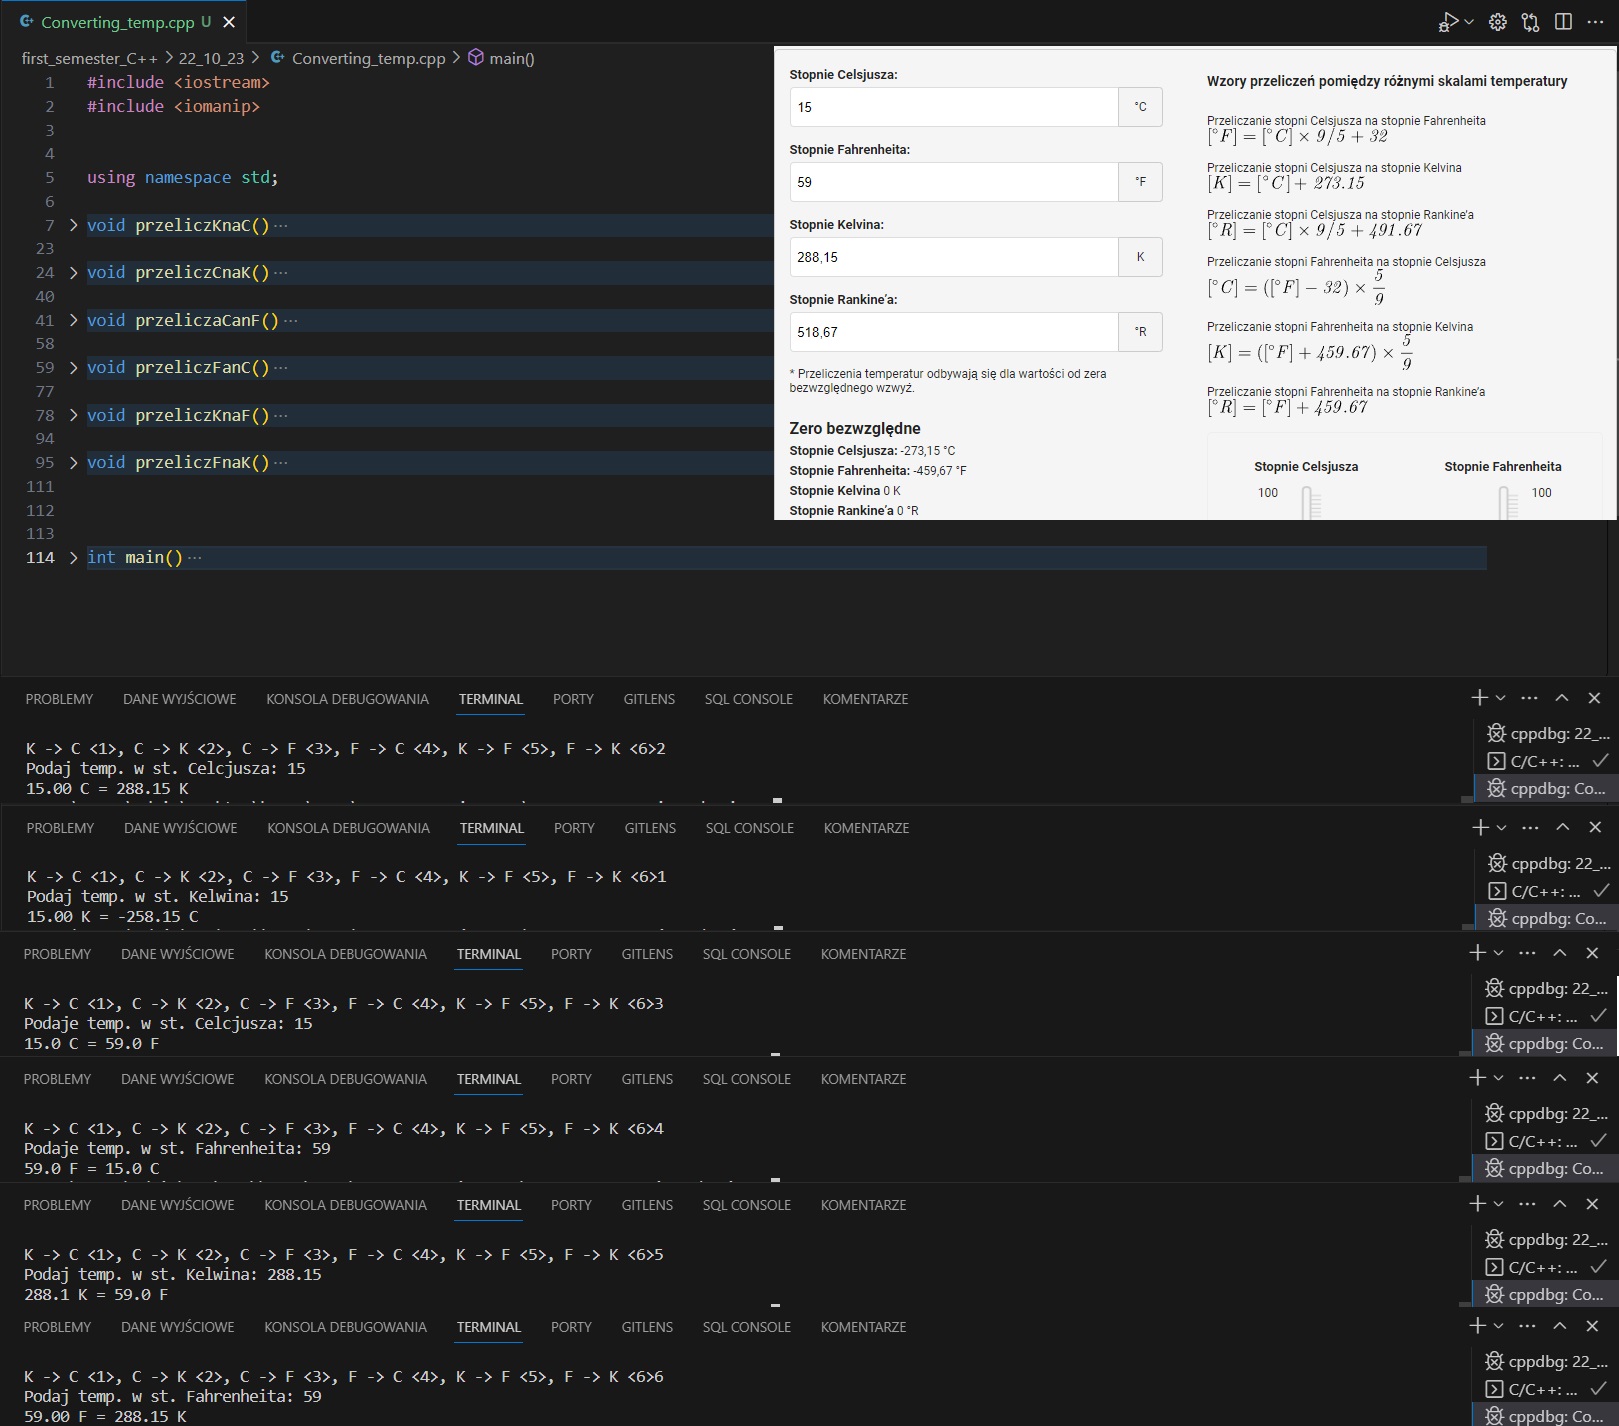 Converting_temp.cpp U
first_semester_C++ > 22_10_23 > Converting_temp.cpp > main()
1 #include <iostream>
2 #include <iomanip>
3
4
5 using namespace std;
6
7 void przeliczKnaC()···
23
24 void przeliczCnaK()···
40
41 void przeliczaCanF()···
58
59 void przeliczFanC()···
77
78 void przeliczKnaF()···
94
95 void przeliczFnaK()···
111
112
113
114 int main()···
Stopnie Celsjusza:
15 °C
Stopnie Fahrenheita:
59 °F
Stopnie Kelvina:
288,15 K
Stopnie Rankine’a:
518,67 °R
* Przeliczenia temperatur odbywają się dla wartości od zera
bezwzględnego wzwyż.
Zero bezwzględne
Stopnie Celsjusza: -273,15 °C
Stopnie Fahrenheita: -459,67 °F
Stopnie Kelvina 0 K
Stopnie Rankine’a 0 °R
Wzory przeliczeń pomiędzy różnymi skalami temperatury
Przeliczanie stopni Celsjusza na stopnie Fahrenheita
[°F] = [°C] × 9/5 + 32
Przeliczanie stopni Celsjusza na stopnie Kelvina
[K] = [°C] + 273.15
Przeliczanie stopni Celsjusza na stopnie Rankine’a
[°R] = [°C] × 9/5 + 491.67
Przeliczanie stopni Fahrenheita na stopnie Celsjusza
[°C] = ([°F] − 32) × 5/9
Przeliczanie stopni Fahrenheita na stopnie Kelvina
[K] = ([°F] + 459.67) × 5/9
Przeliczanie stopni Fahrenheita na stopnie Rankine’a
[°R] = [°F] + 459.67
Stopnie Celsjusza Stopnie Fahrenheita
100 100
PROBLEMY DANE WYJŚCIOWE KONSOLA DEBUGOWANIA TERMINAL PORTY GITLENS SQL CONSOLE KOMENTARZE
K -> C <1>, C -> K <2>, C -> F <3>, F -> C <4>, K -> F <5>, F -> K <6>2
Podaj temp. w st. Celcjusza: 15
15.00 C = 288.15 K
cppdbg: 22_...
C/C++: ...
cppdbg: Co...
PROBLEMY DANE WYJŚCIOWE KONSOLA DEBUGOWANIA TERMINAL PORTY GITLENS SQL CONSOLE KOMENTARZE
K -> C <1>, C -> K <2>, C -> F <3>, F -> C <4>, K -> F <5>, F -> K <6>1
Podaj temp. w st. Kelwina: 15
15.00 K = -258.15 C
cppdbg: 22_...
C/C++: ...
cppdbg: Co...
PROBLEMY DANE WYJŚCIOWE KONSOLA DEBUGOWANIA TERMINAL PORTY GITLENS SQL CONSOLE KOMENTARZE
K -> C <1>, C -> K <2>, C -> F <3>, F -> C <4>, K -> F <5>, F -> K <6>3
Podaje temp. w st. Celcjusza: 15
15.0 C = 59.0 F
cppdbg: 22_...
C/C++: ...
cppdbg: Co...
PROBLEMY DANE WYJŚCIOWE KONSOLA DEBUGOWANIA TERMINAL PORTY GITLENS SQL CONSOLE KOMENTARZE
K -> C <1>, C -> K <2>, C -> F <3>, F -> C <4>, K -> F <5>, F -> K <6>4
Podaje temp. w st. Fahrenheita: 59
59.0 F = 15.0 C
cppdbg: 22_...
C/C++: ...
cppdbg: Co...
PROBLEMY DANE WYJŚCIOWE KONSOLA DEBUGOWANIA TERMINAL PORTY GITLENS SQL CONSOLE KOMENTARZE
K -> C <1>, C -> K <2>, C -> F <3>, F -> C <4>, K -> F <5>, F -> K <6>5
Podaj temp. w st. Kelwina: 288.15
288.1 K = 59.0 F
cppdbg: 22_...
C/C++: ...
cppdbg: Co...
PROBLEMY DANE WYJŚCIOWE KONSOLA DEBUGOWANIA TERMINAL PORTY GITLENS SQL CONSOLE KOMENTARZE
K -> C <1>, C -> K <2>, C -> F <3>, F -> C <4>, K -> F <5>, F -> K <6>6
Podaj temp. w st. Fahrenheita: 59
59.00 F = 288.15 K
cppdbg: 22_...
C/C++: ...
cppdbg: Co...